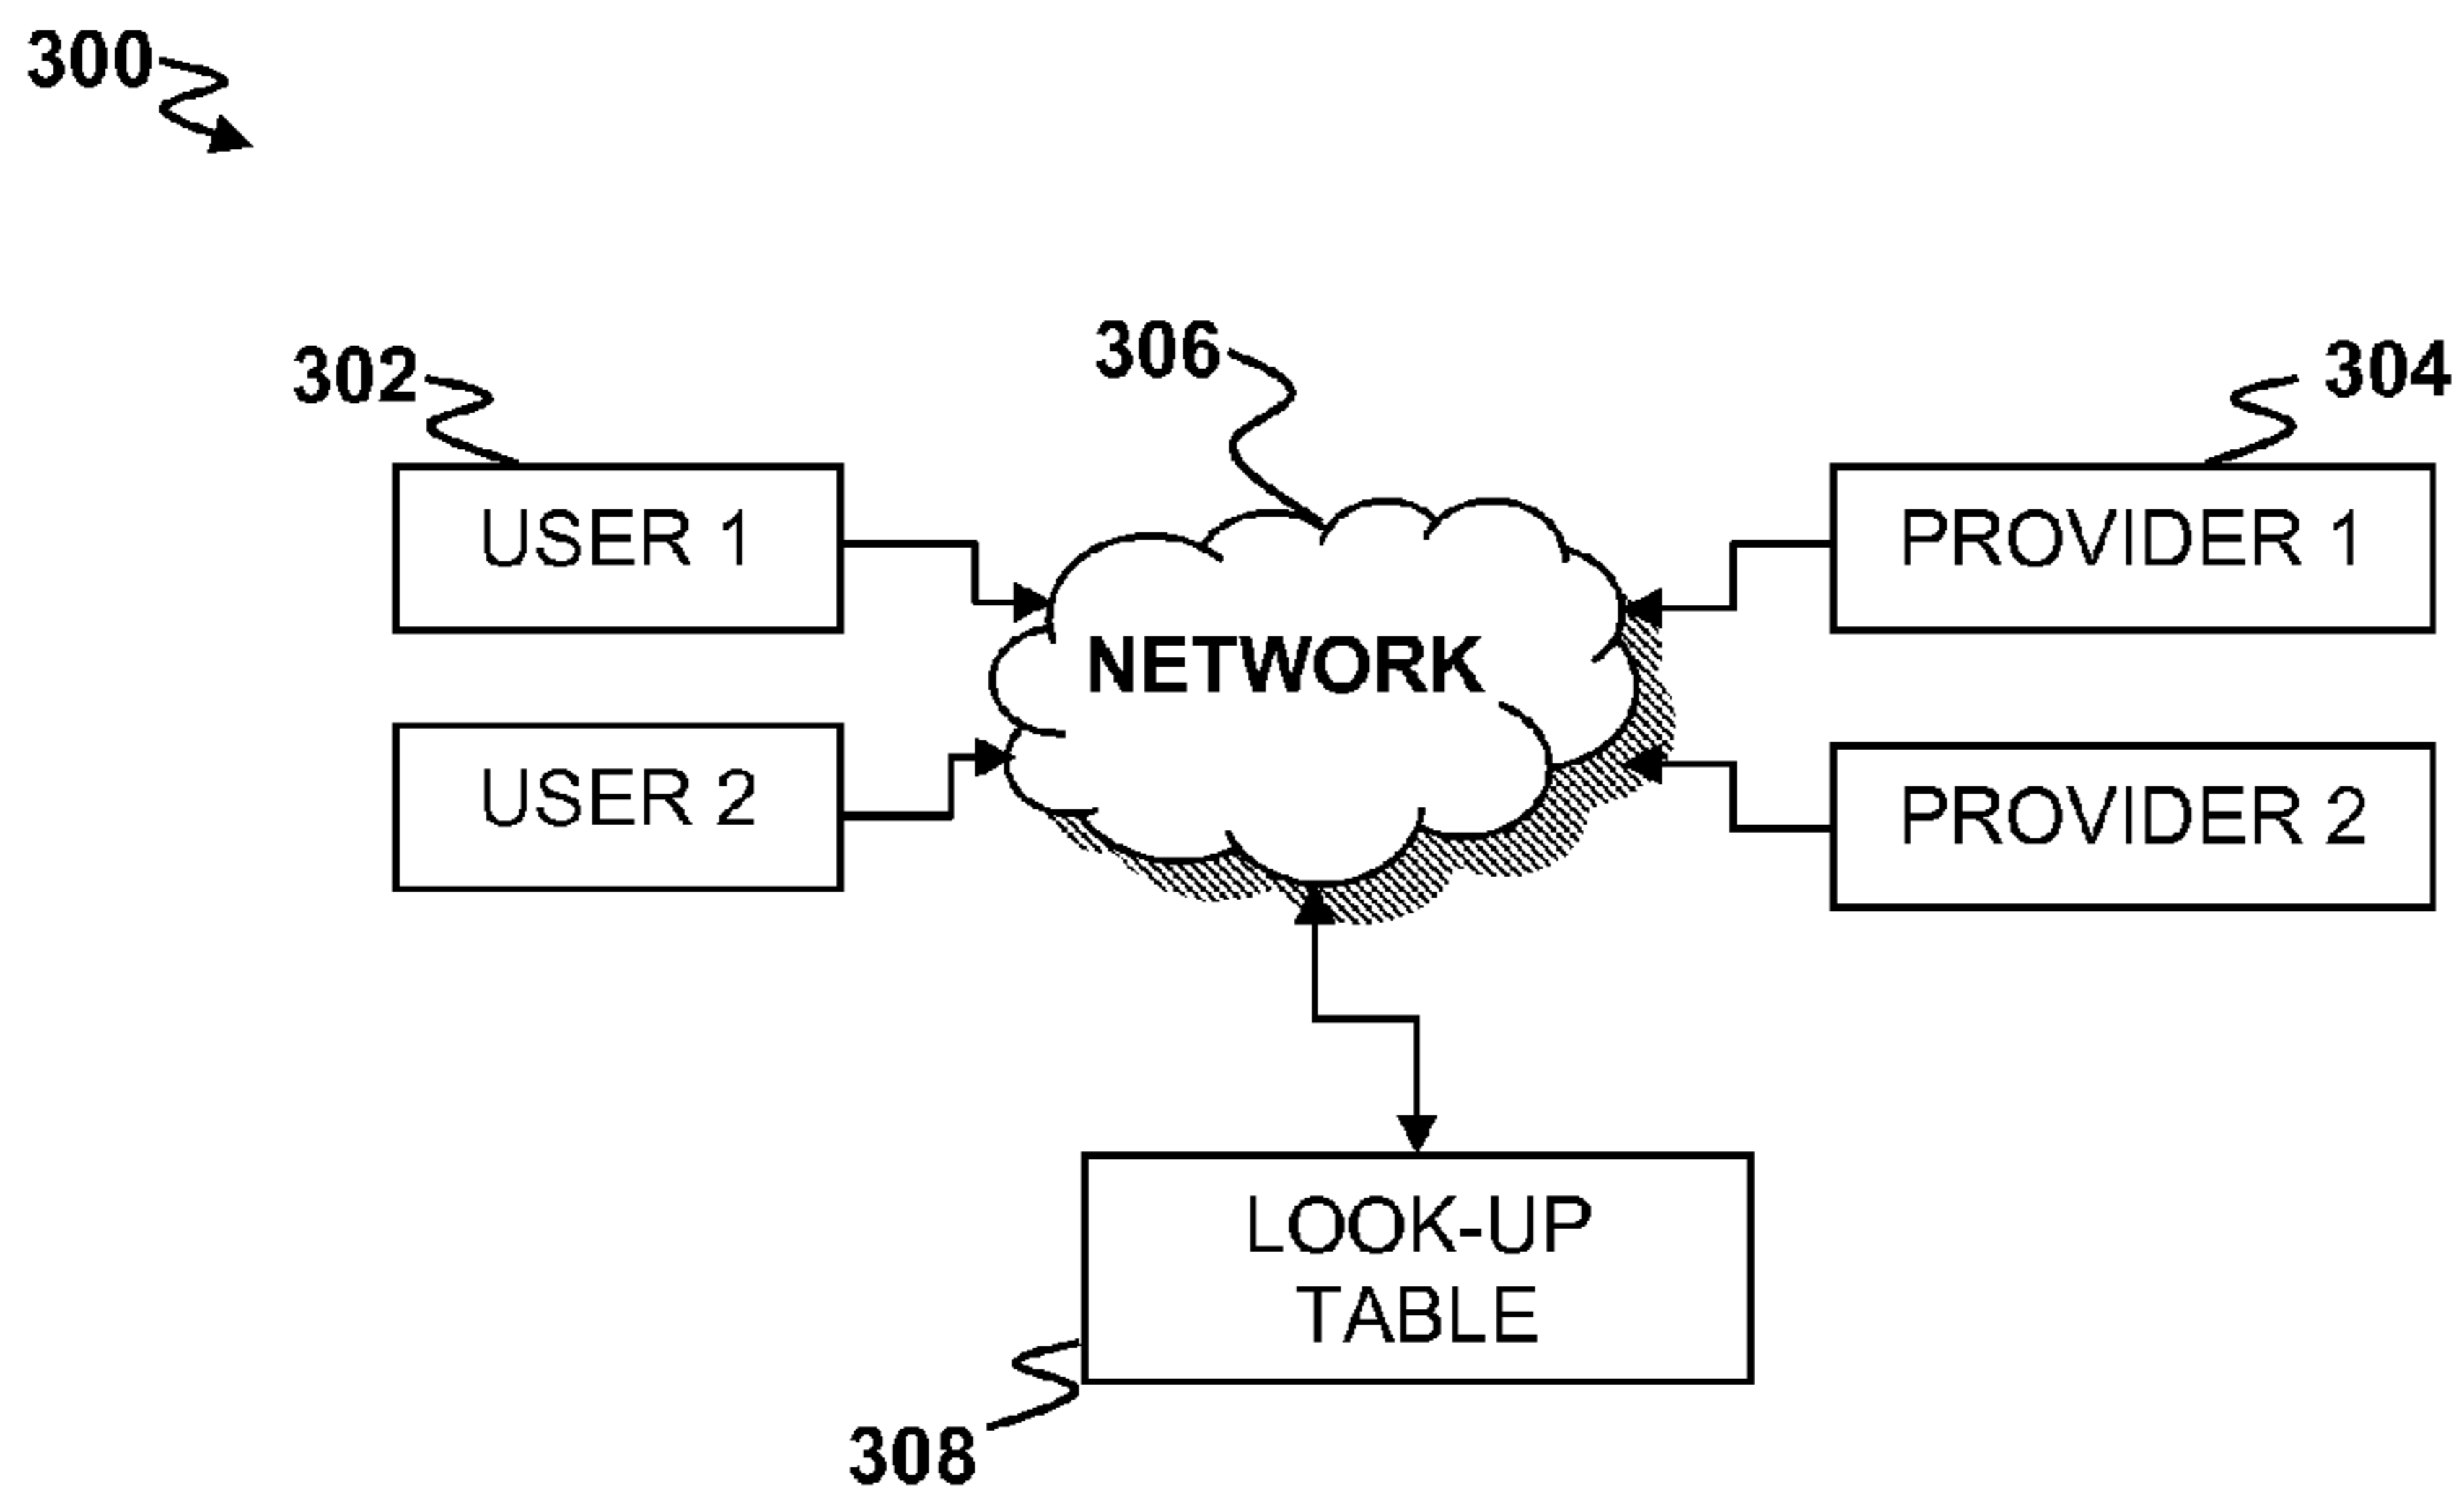 300
302
306
304
USER 1
PROVIDER 1
NETWORK
USER 2
PROVIDER 2
LOOK-UP
TABLE
308